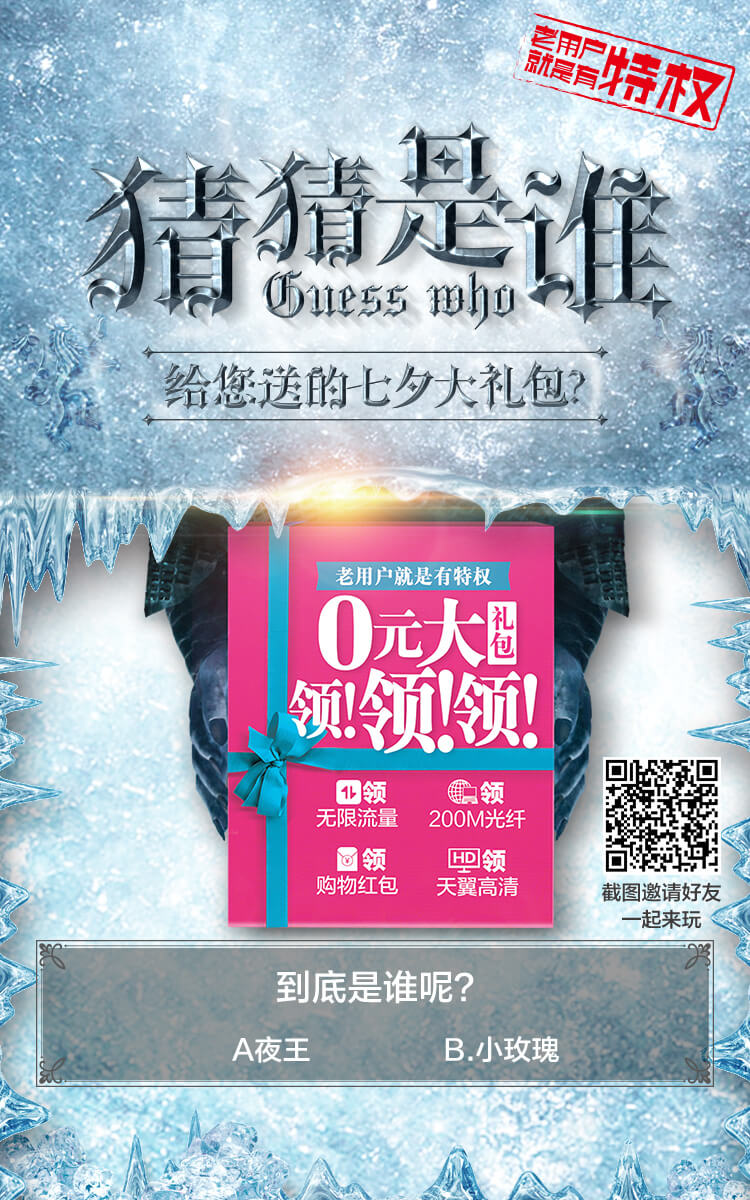 老用户
就是有特权
猜猜是谁
Guess who
给您送的七夕大礼包?
老用户就是有特权
0元大礼包
领!领!领!
领 领
无限流量 200M光纤
领 HD领
购物红包 天翼高清
截图邀请好友
一起来玩
到底是谁呢?
A夜王 B.小玫瑰